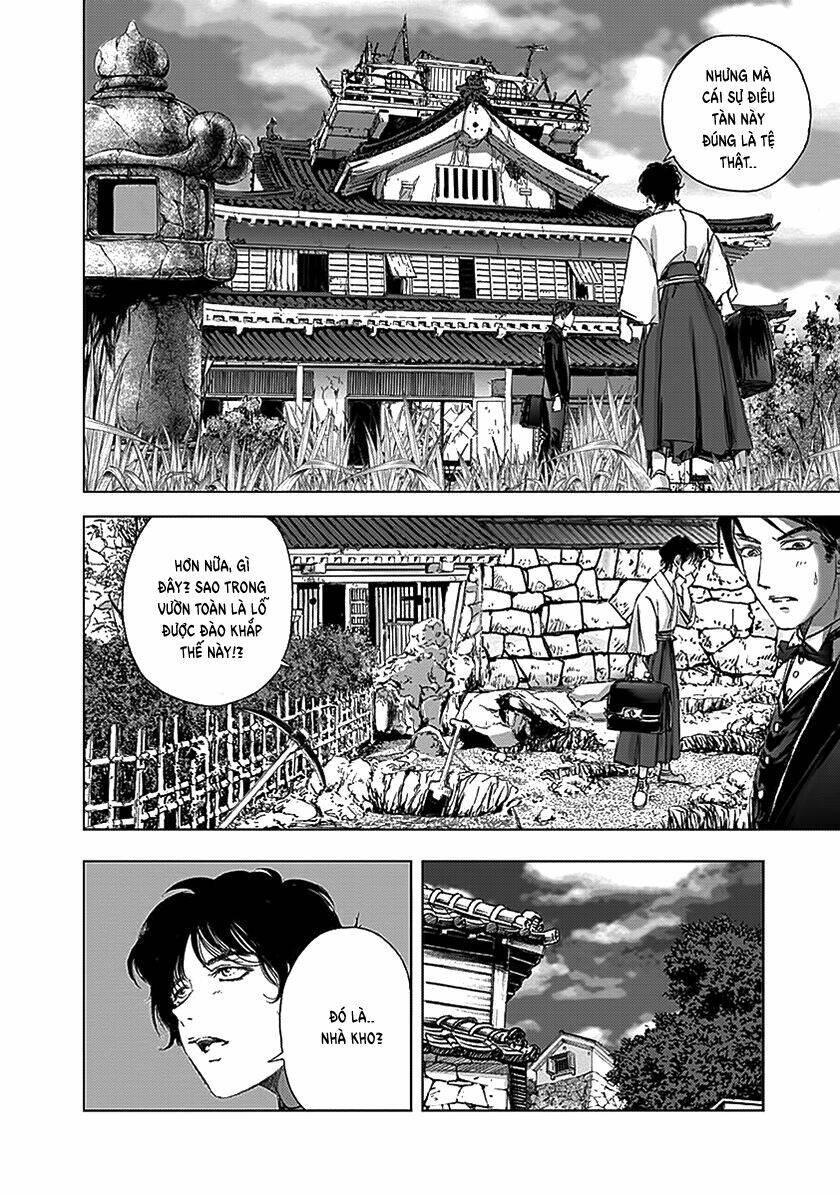 NHƯNG MÀ
CÁI SỰ ĐIÊU
TÀN NÀY
ĐÚNG LÀ TỆ
THẬT..
HƠN NỮA, GÌ
ĐÂY? SAO TRONG
VƯỜN TOÀN LÀ LỖ
ĐƯỢC ĐÀO KHẮP
THẾ NÀY!?
ĐÓ LÀ..
NHÀ KHO?